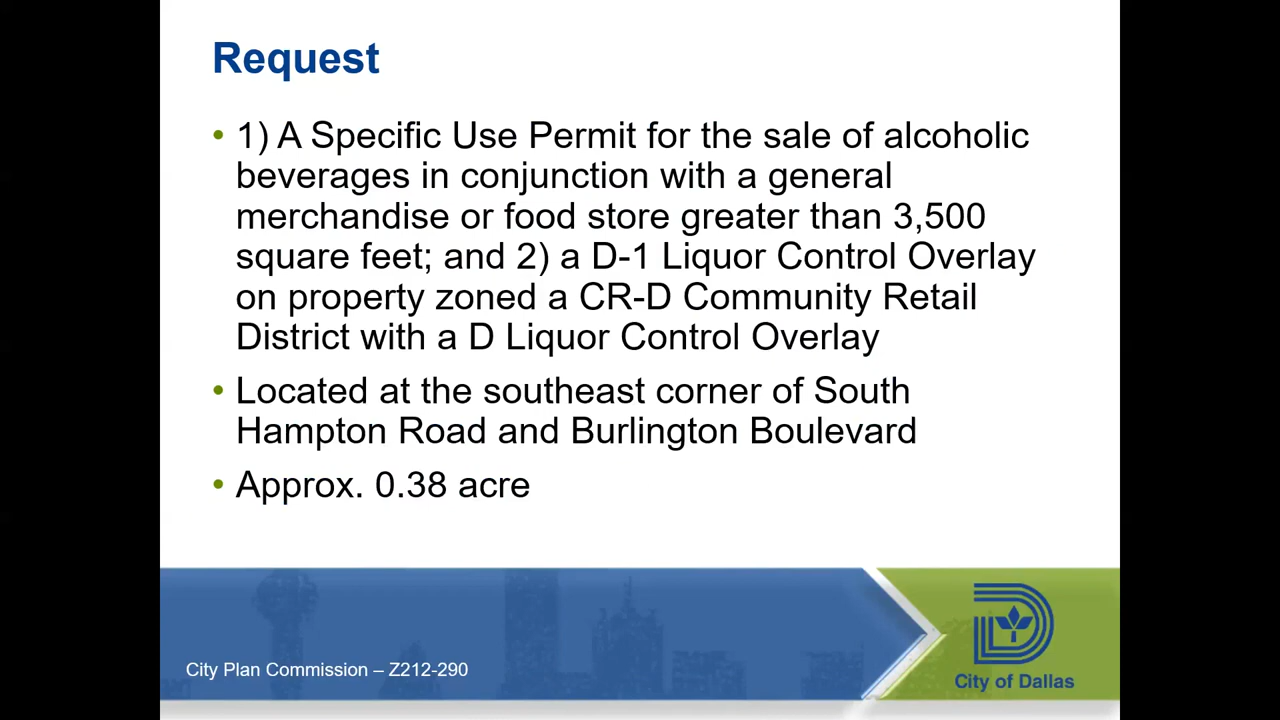 Request
• 1) A Specific Use Permit for the sale of alcoholic
beverages in conjunction with a general
merchandise or food store greater than 3,500
square feet; and 2) a D-1 Liquor Control Overlay
on property zoned a CR-D Community Retail
District with a D Liquor Control Overlay
• Located at the southeast corner of South
Hampton Road and Burlington Boulevard
• Approx. 0.38 acre
City Plan Commission – Z212-290
City of Dallas